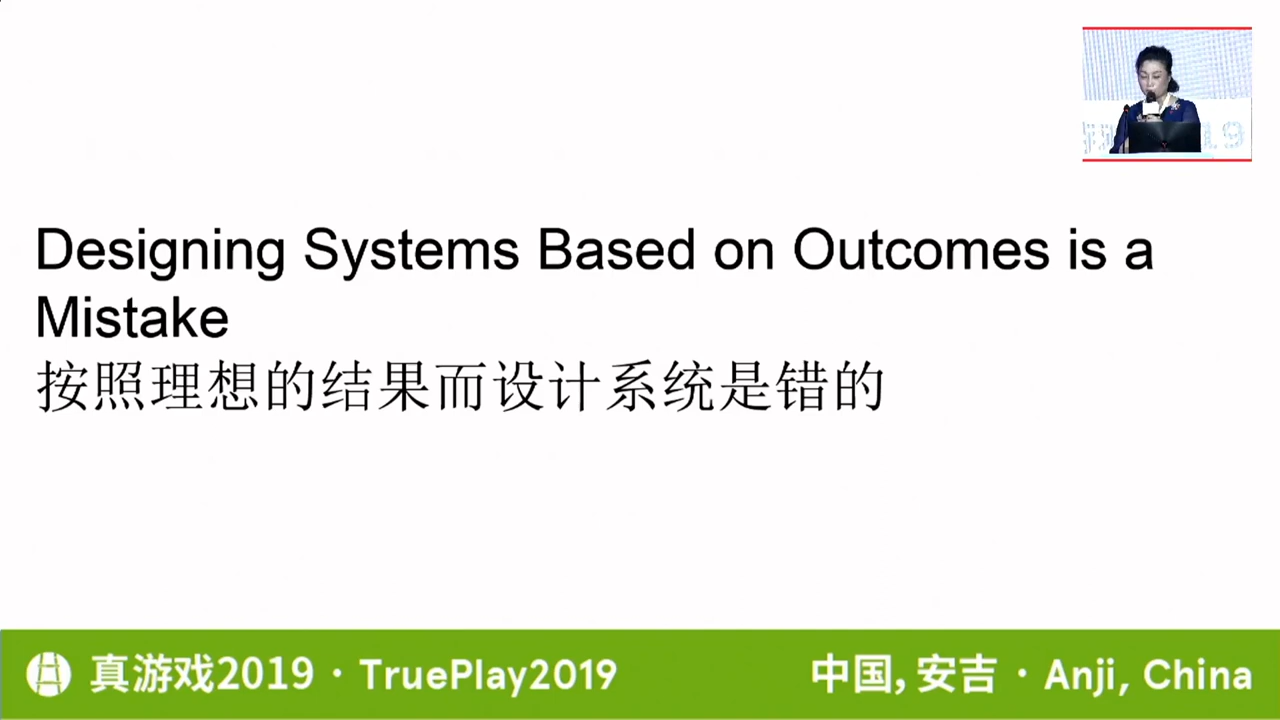 Designing Systems Based on Outcomes is a
Mistake
按照理想的结果而设计系统是错的
真游戏2019 · TruePlay2019
中国, 安吉 · Anji, China